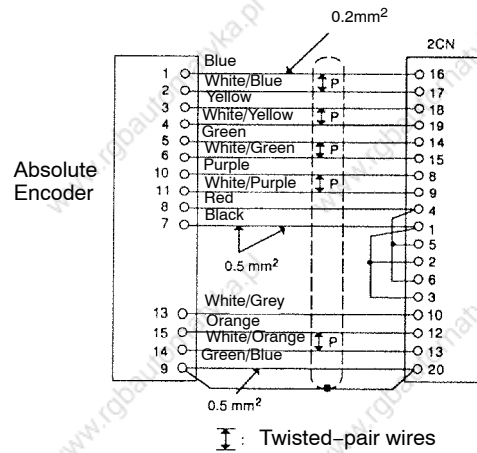 0.2mm²
2CN
Blue
1 16
White/Blue
2 P 17
Yellow
3 18
White/Yellow
4 P 19
Green
5 14
White/Green
6 P 15
Purple
10 8
White/Purple
11 P 9
Red
8 4
Black
7 1
5
2
6
3
Absolute
Encoder
0.5 mm²
White/Grey
13 10
Orange
15 12
White/Orange
14 P 13
Green/Blue
9 20
0.5 mm²
: Twisted-pair wires
www.rgbautomatyka.pl